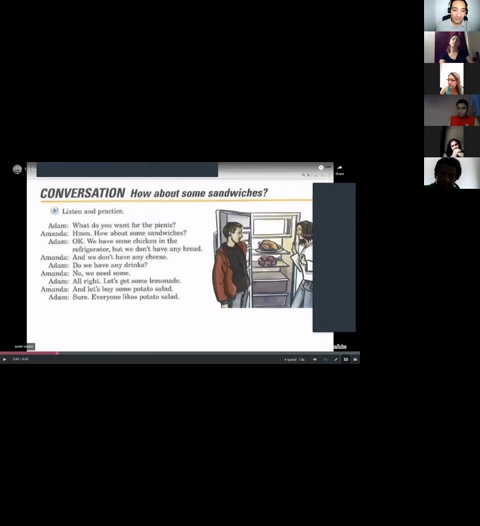 Share
CONVERSATION How about some sandwiches?
Listen and practice.
Adam: What do you want for the picnic?
Amanda: Hmm. How about some sandwiches?
Adam: OK. We have some chicken in the
refrigerator, but we don't have any bread.
Amanda: And we don't have any cheese.
Adam: Do we have any drinks?
Amanda: No, we need some.
Adam: All right. Let's get some lemonade.
Amanda: And let's buy some potato salad.
Adam: Sure. Everyone likes potato salad.